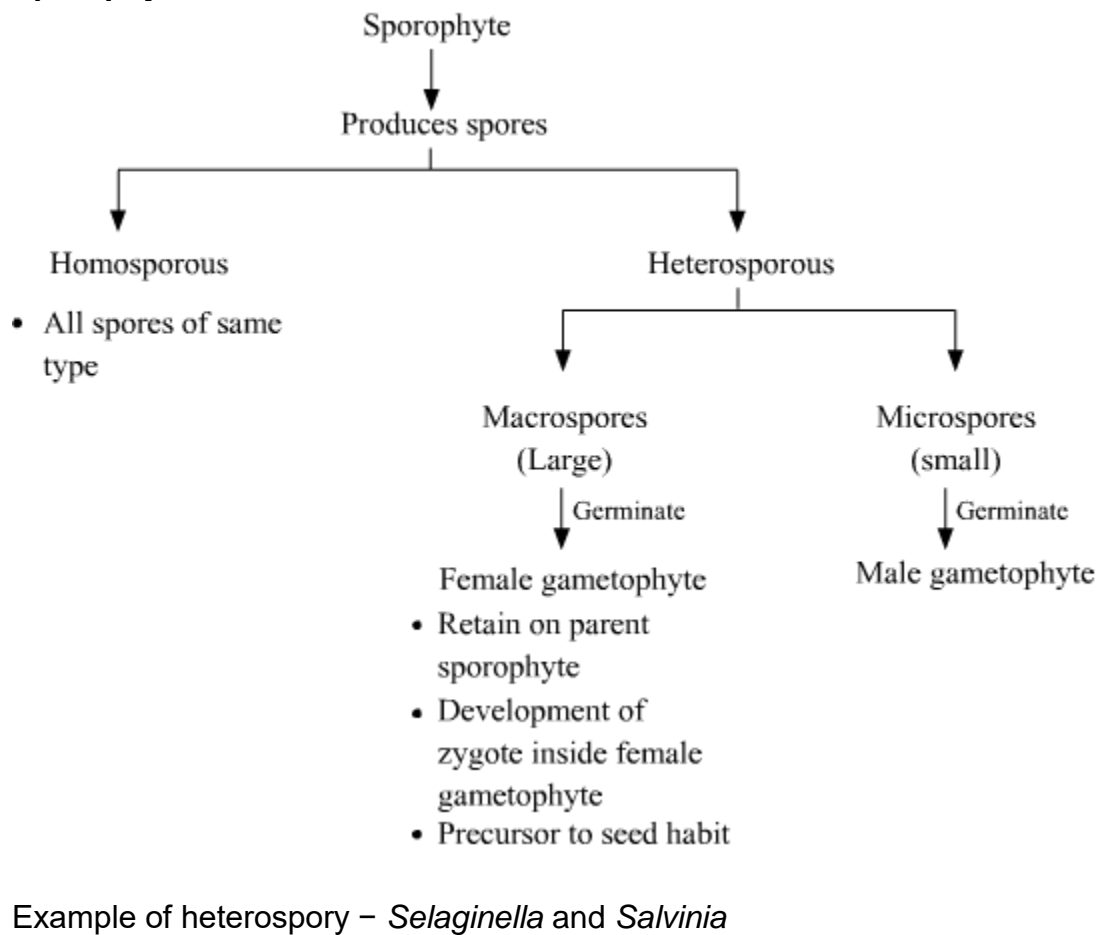 Sporophyte
Produces spores
Homosporous
Heterosporous
• All spores of same
type
Macrospores
(Large)
Microspores
(small)
Germinate
Germinate
Female gametophyte
Male gametophyte
• Retain on parent
sporophyte
• Development of
zygote inside female
gametophyte
• Precursor to seed habit
Example of heterospory − Selaginella and Salvinia